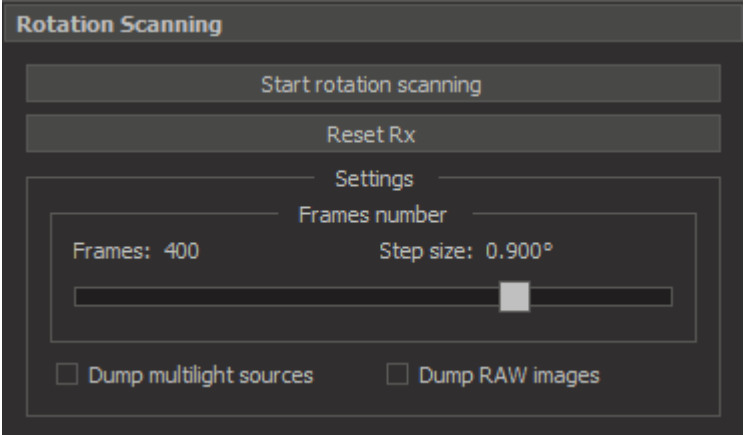 Rotation Scanning
Start rotation scanning
Reset Rx
Settings
Frames number
Frames: 400 Step size: 0.900°
Dump multilight sources Dump RAW images